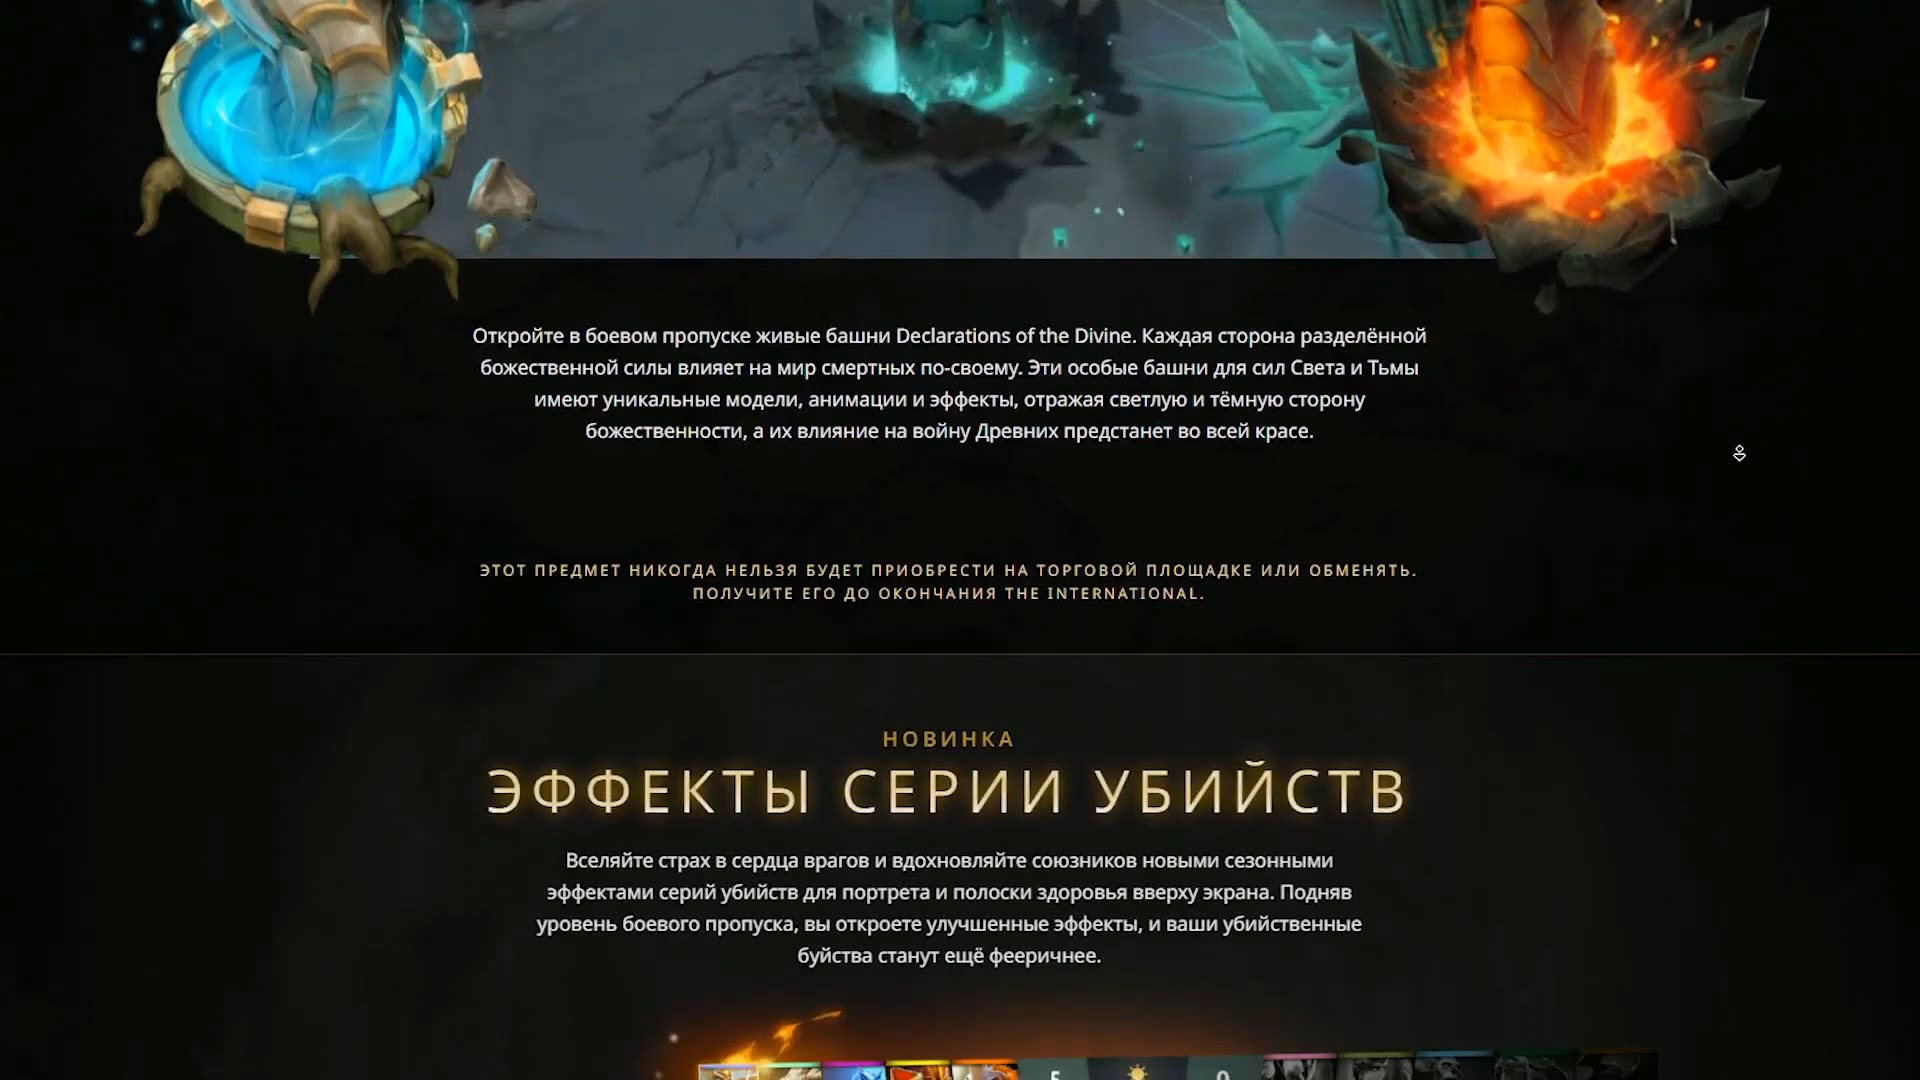 Откройте в боевом пропуске живые башни Declarations of the Divine. Каждая сторона разделённой
божественной силы влияет на мир смертных по-своему. Эти особые башни для сил Света и Тьмы
имеют уникальные модели, анимации и эффекты, отражая светлую и тёмную сторону
божественности, а их влияние на войну Древних предстанет во всей красе.
ЭТОТ ПРЕДМЕТ НИКОГДА НЕЛЬЗЯ БУДЕТ ПРИОБРЕСТИ НА ТОРГОВОЙ ПЛОЩАДКЕ ИЛИ ОБМЕНЯТЬ.
ПОЛУЧИТЕ ЕГО ДО ОКОНЧАНИЯ THE INTERNATIONAL.
НОВИНКА
ЭФФЕКТЫ СЕРИИ УБИЙСТВ
Вселяйте страх в сердца врагов и вдохновляйте союзников новыми сезонными
эффектами серий убийств для портрета и полоски здоровья вверху экрана. Подняв
уровень боевого пропуска, вы откроете улучшенные эффекты, и ваши убийственные
буйства станут ещё фееричнее.